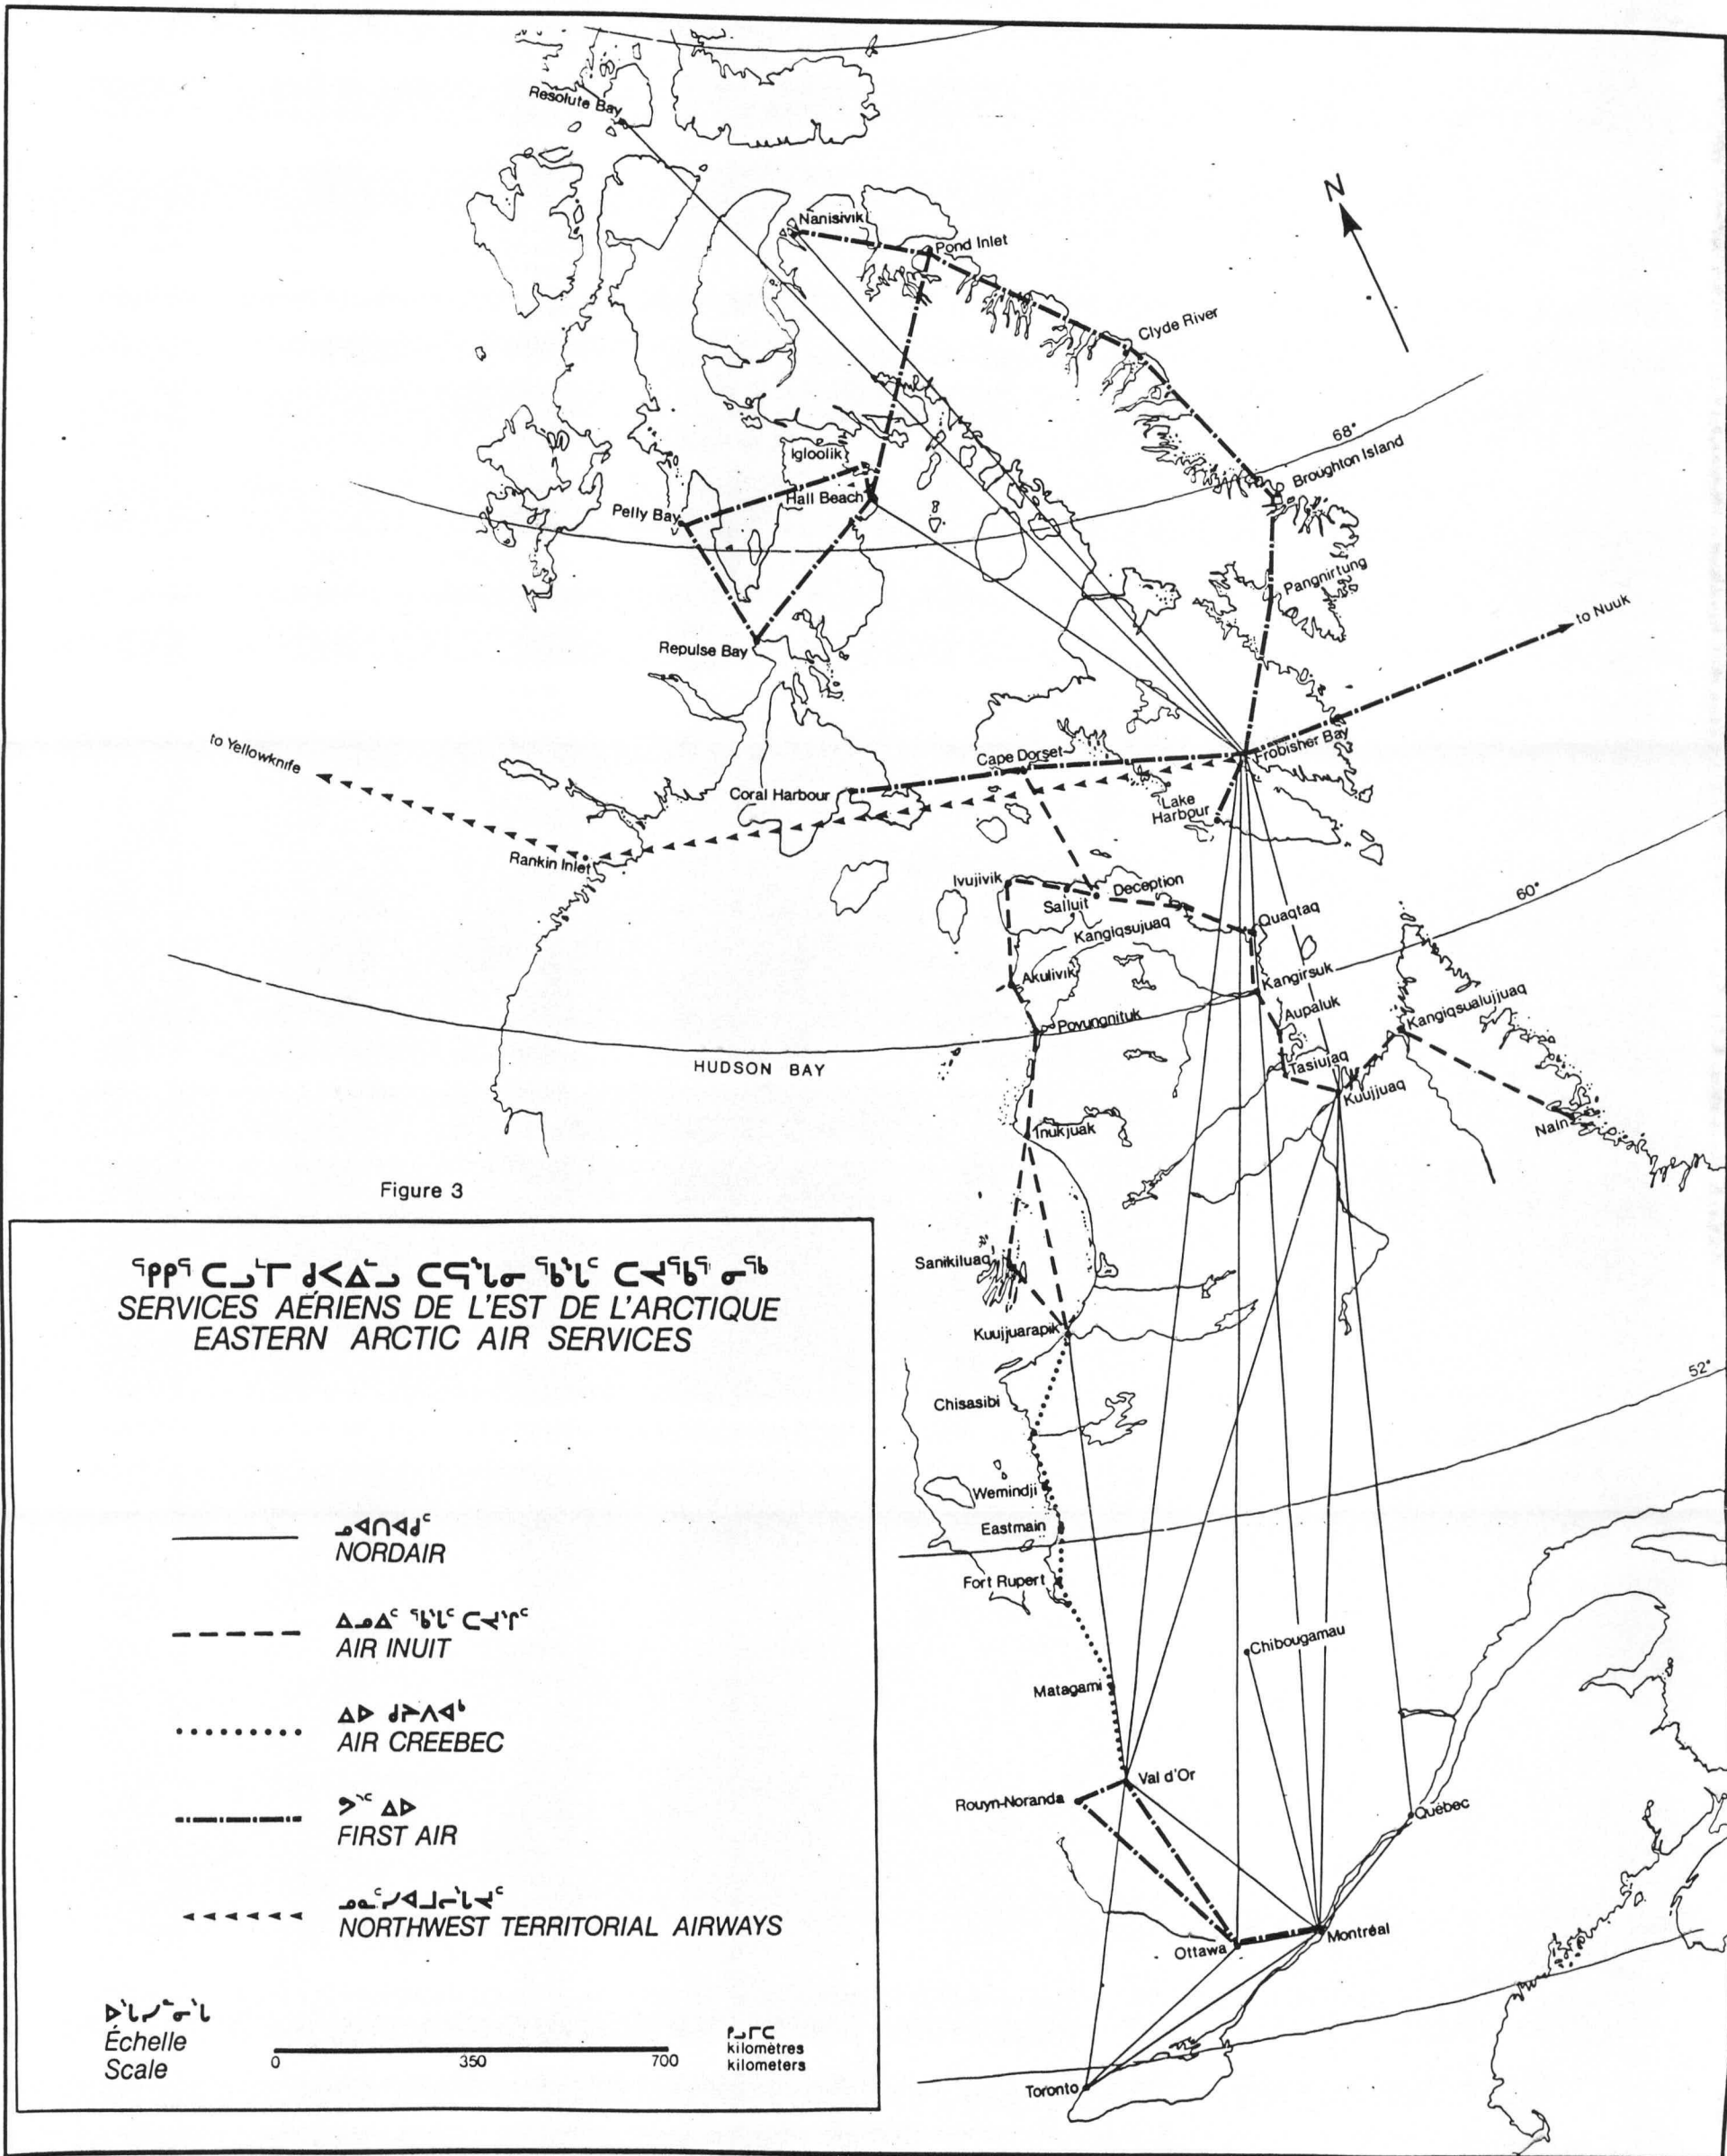 Resolute Bay
Nanisivik
Pond Inlet
N
Clyde River
68°
Broughton Island
Igloolik
Hall Beach
Pelly Bay
Pangnirtung
to Nuuk
Repulse Bay
to Yellowknife
Cape Dorset
Frobisher Bay
Coral Harbour
Lake
Harbour
Rankin Inlet
Ivujivik
Deception
Salluit
60°
Quaqtaq
Kangiqsujuaq
Akulivik
Kangirsuk
Aupaluk
Kangiqsualujjuaq
Povungnituk
HUDSON BAY
Tasiujaq
Kuujjuaq
Inukjuak
Nain
Figure 3
Sanikiluaq
Kuujjuarapik
52°
Chisasibi
Wemindji
Eastmain
Fort Rupert
Chibougamau
Matagami
Val d'Or
Rouyn-Noranda
Québec
Ottawa
Montréal
Toronto
SERVICES AÉRIENS DE L'EST DE L'ARCTIQUE
EASTERN ARCTIC AIR SERVICES
ᓄᐊᑎᐊᑯᑦ
NORDAIR
AIR INUIT
AIR CREEBEC
FIRST AIR
NORTHWEST TERRITORIAL AIRWAYS
Échelle
Scale
0 350 700
ᑭᓗᒥᑕ
kilomètres
kilometers